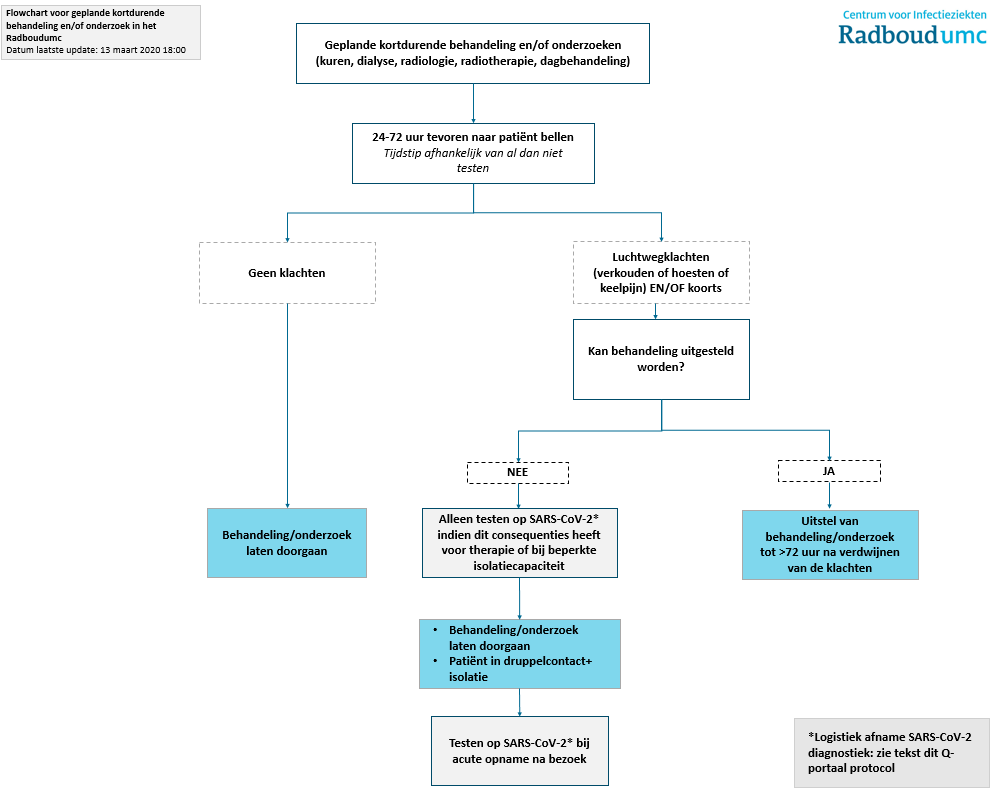 Flowchart voor geplande kortdurende
behandeling en/of onderzoek in het
Radboudumc
Datum laatste update: 13 maart 2020 18:00
Centrum voor Infectieziekten
Radboudumc
Geplande kortdurende behandeling en/of onderzoeken
(kuren, dialyse, radiologie, radiotherapie, dagbehandeling)
24-72 uur tevoren naar patiënt bellen
Tijdstip afhankelijk van al dan niet
testen
Geen klachten
Luchtwegklachten
(verkouden of hoesten of
keelpijn) EN/OF koorts
Kan behandeling uitgesteld
worden?
NEE
JA
Behandeling/onderzoek
laten doorgaan
Alleen testen op SARS-CoV-2*
indien dit consequenties heeft
voor therapie of bij beperkte
isolatiecapaciteit
Uitstel van
behandeling/onderzoek
tot >72 uur na verdwijnen
van de klachten
• Behandeling/onderzoek
laten doorgaan
• Patiënt in druppelcontact+
isolatie
Testen op SARS-CoV-2* bij
acute opname na bezoek
*Logistiek afname SARS-CoV-2
diagnostiek: zie tekst dit Q-
portaal protocol